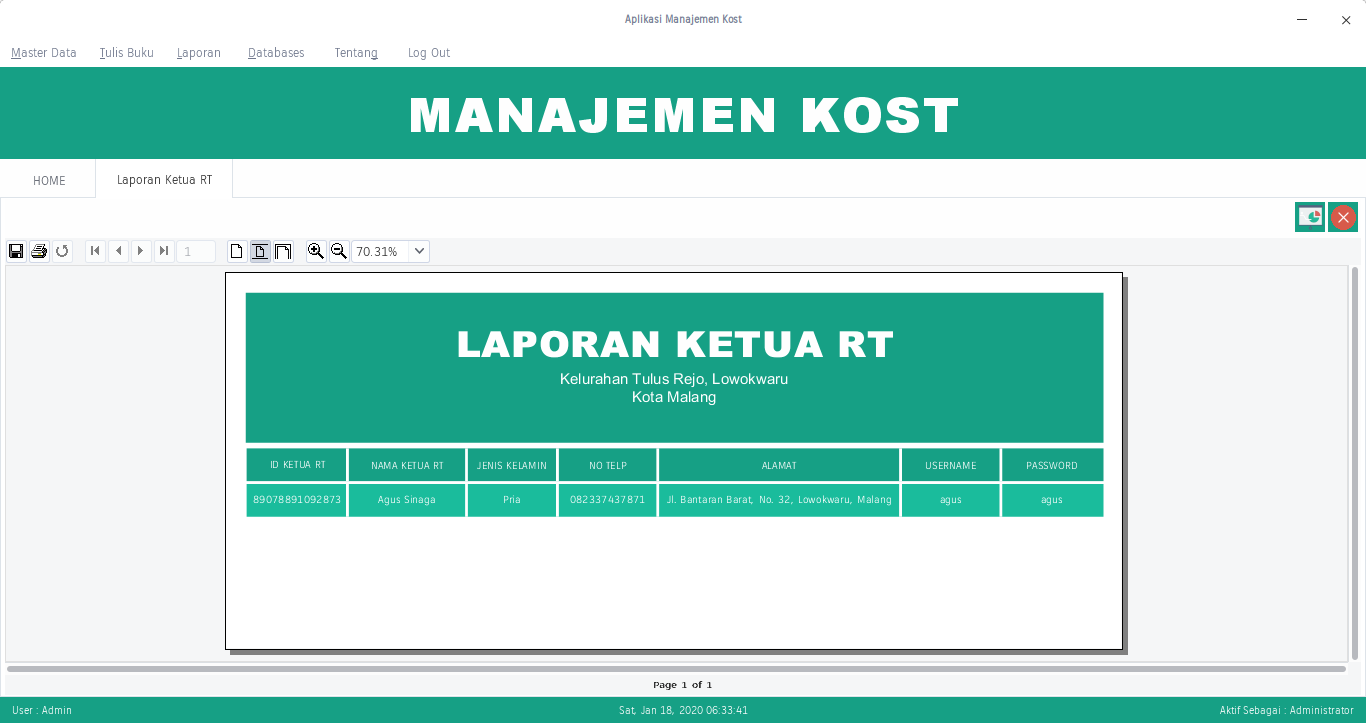 Aplikasi Manajemen Kost
Master Data Tulis Buku Laporan Databases Tentang Log Out
MANAJEMEN KOST
HOME Laporan Ketua RT
1 70.31%
LAPORAN KETUA RT
Kelurahan Tulus Rejo, Lowokwaru
Kota Malang
ID KETUA RT NAMA KETUA RT JENIS KELAMIN NO TELP ALAMAT USERNAME PASSWORD
89078891092873 Agus Sinaga Pria 082337437871 Jl. Bantaran Barat, No. 32, Lowokwaru, Malang agus agus
Page 1 of 1
User : Admin Sat, Jan 18, 2020 06:33:41 Aktif Sebagai : Administrator